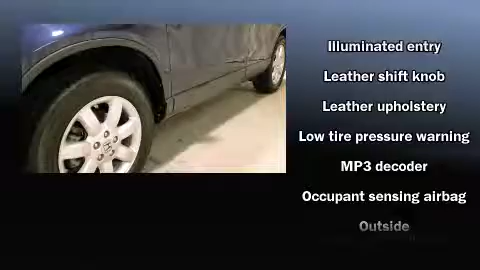 Illuminated entry
Leather shift knob
Leather upholstery
Low tire pressure warning
MP3 decoder
Occupant sensing airbag
Outside